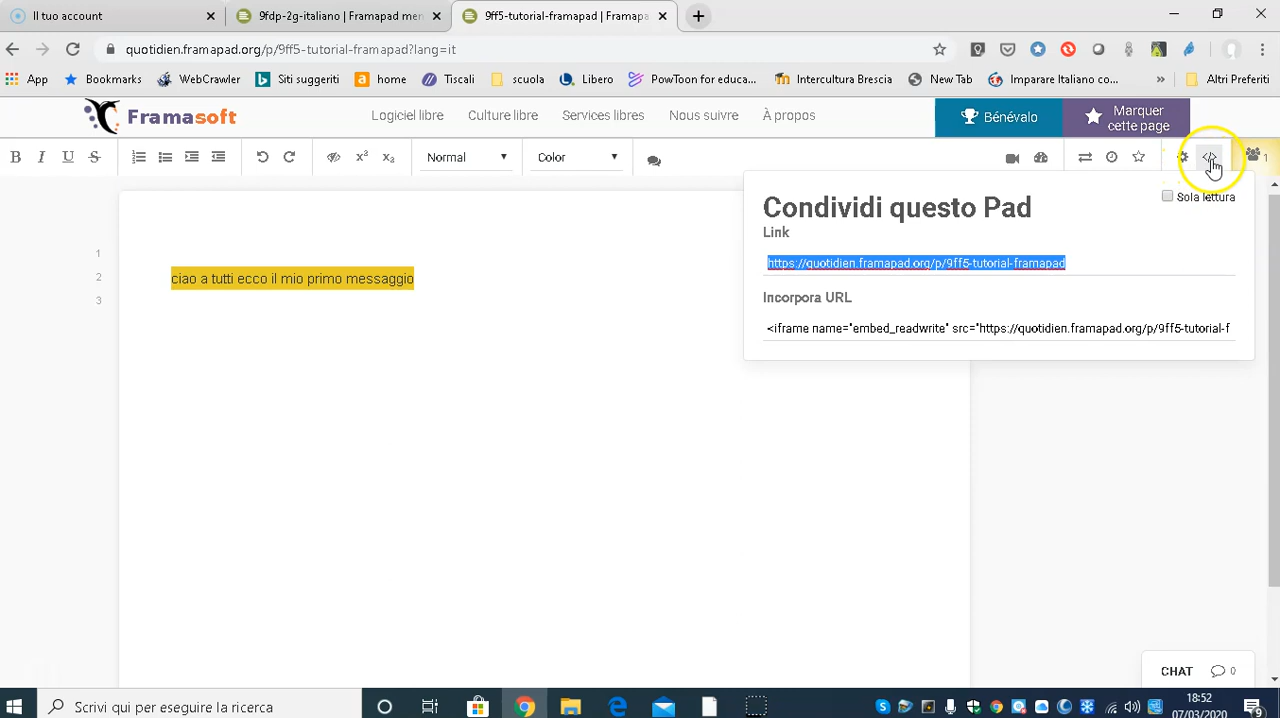 Il tuo account
9fdp-2g-italiano | Framapad men
9ff5-tutorial-framapad | Framapa
quotidien.framapad.org/p/9ff5-tutorial-framapad?lang=it
App
Bookmarks
WebCrawler
Siti suggeriti
home
Tiscali
scuola
Libero
PowToon for educa...
Intercultura Brescia
New Tab
Imparare Italiano co...
»
Altri Preferiti
Framasoft
Logiciel libre
Culture libre
Services libres
Nous suivre
À propos
Bénévolo
Marquer
cette page
B I U S
Normal
Color
1
Condividi questo Pad
Sola lettura
Link
https://quotidien.framapad.org/p/9ff5-tutorial-framapad
Incorpora URL
<iframe name="embed_readwrite" src="https://quotidien.framapad.org/p/9ff5-tutorial-f
1
2 ciao a tutti ecco il mio primo messaggio
3
CHAT 0
Scrivi qui per eseguire la ricerca
18:52
07/03/2020
9